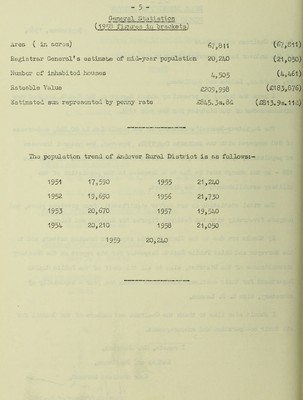 - 5 -
General Statistics
(1958 figures in brackets)
Area ( in acres) 67,811 (67,811)
Registrar General's estimate of mid-year population 20,240 (21,050)
Number of inhabited houses 4,505 (4,461)
Rateable Value £209,998 (£183,876)
Estimated sum represented by penny rate £845.3s.8d (£813.9s.11d)
The population trend of Andover Rural District is as follows:-
1951 17,590 1955 21,240
1952 19,690 1956 21,730
1953 20,670 1957 19,540
1954 20,210 1958 21,050
1959 20,240